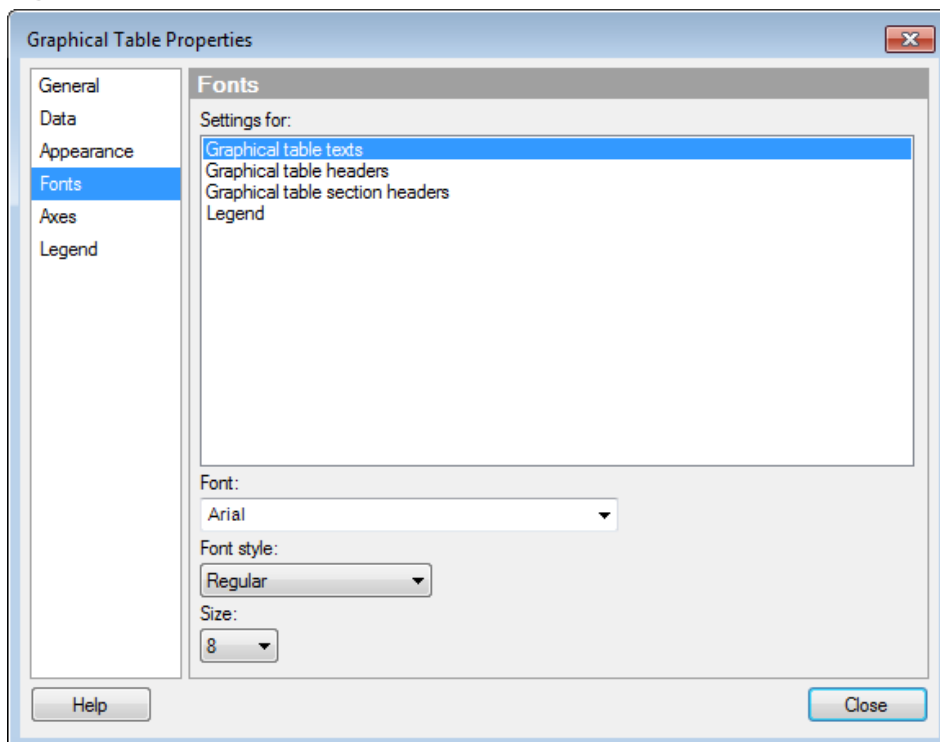 Graphical Table Properties
General
Data
Appearance
Fonts
Axes
Legend
Fonts
Settings for:
Graphical table texts
Graphical table headers
Graphical table section headers
Legend
Font:
Arial
Font style:
Regular
Size:
8
Help
Close